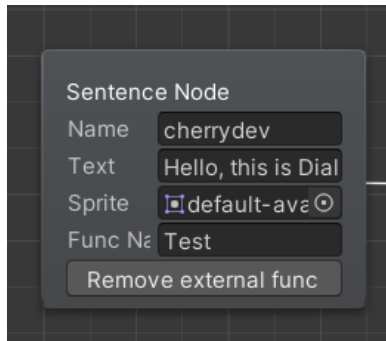 Sentence Node
Name cherrydev
Text Hello, this is Dial
Sprite default-ava
Func Na Test
Remove external func